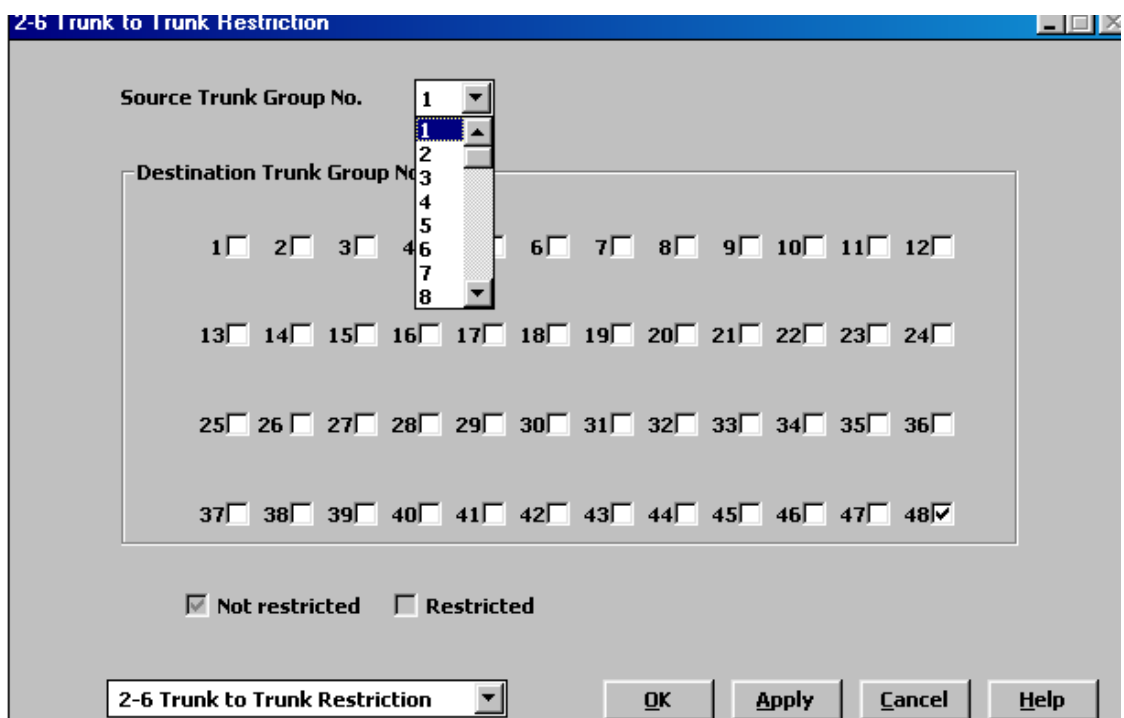 2-6 Trunk to Trunk Restriction
Source Trunk Group No.
1
1
2
3
4
5
6
7
8
Destination Trunk Group No
1 2 3 4 6 7 8 9 10 11 12
13 14 15 16 17 18 19 20 21 22 23 24
25 26 27 28 29 30 31 32 33 34 35 36
37 38 39 40 41 42 43 44 45 46 47 48
Not restricted Restricted
2-6 Trunk to Trunk Restriction
OK Apply Cancel Help